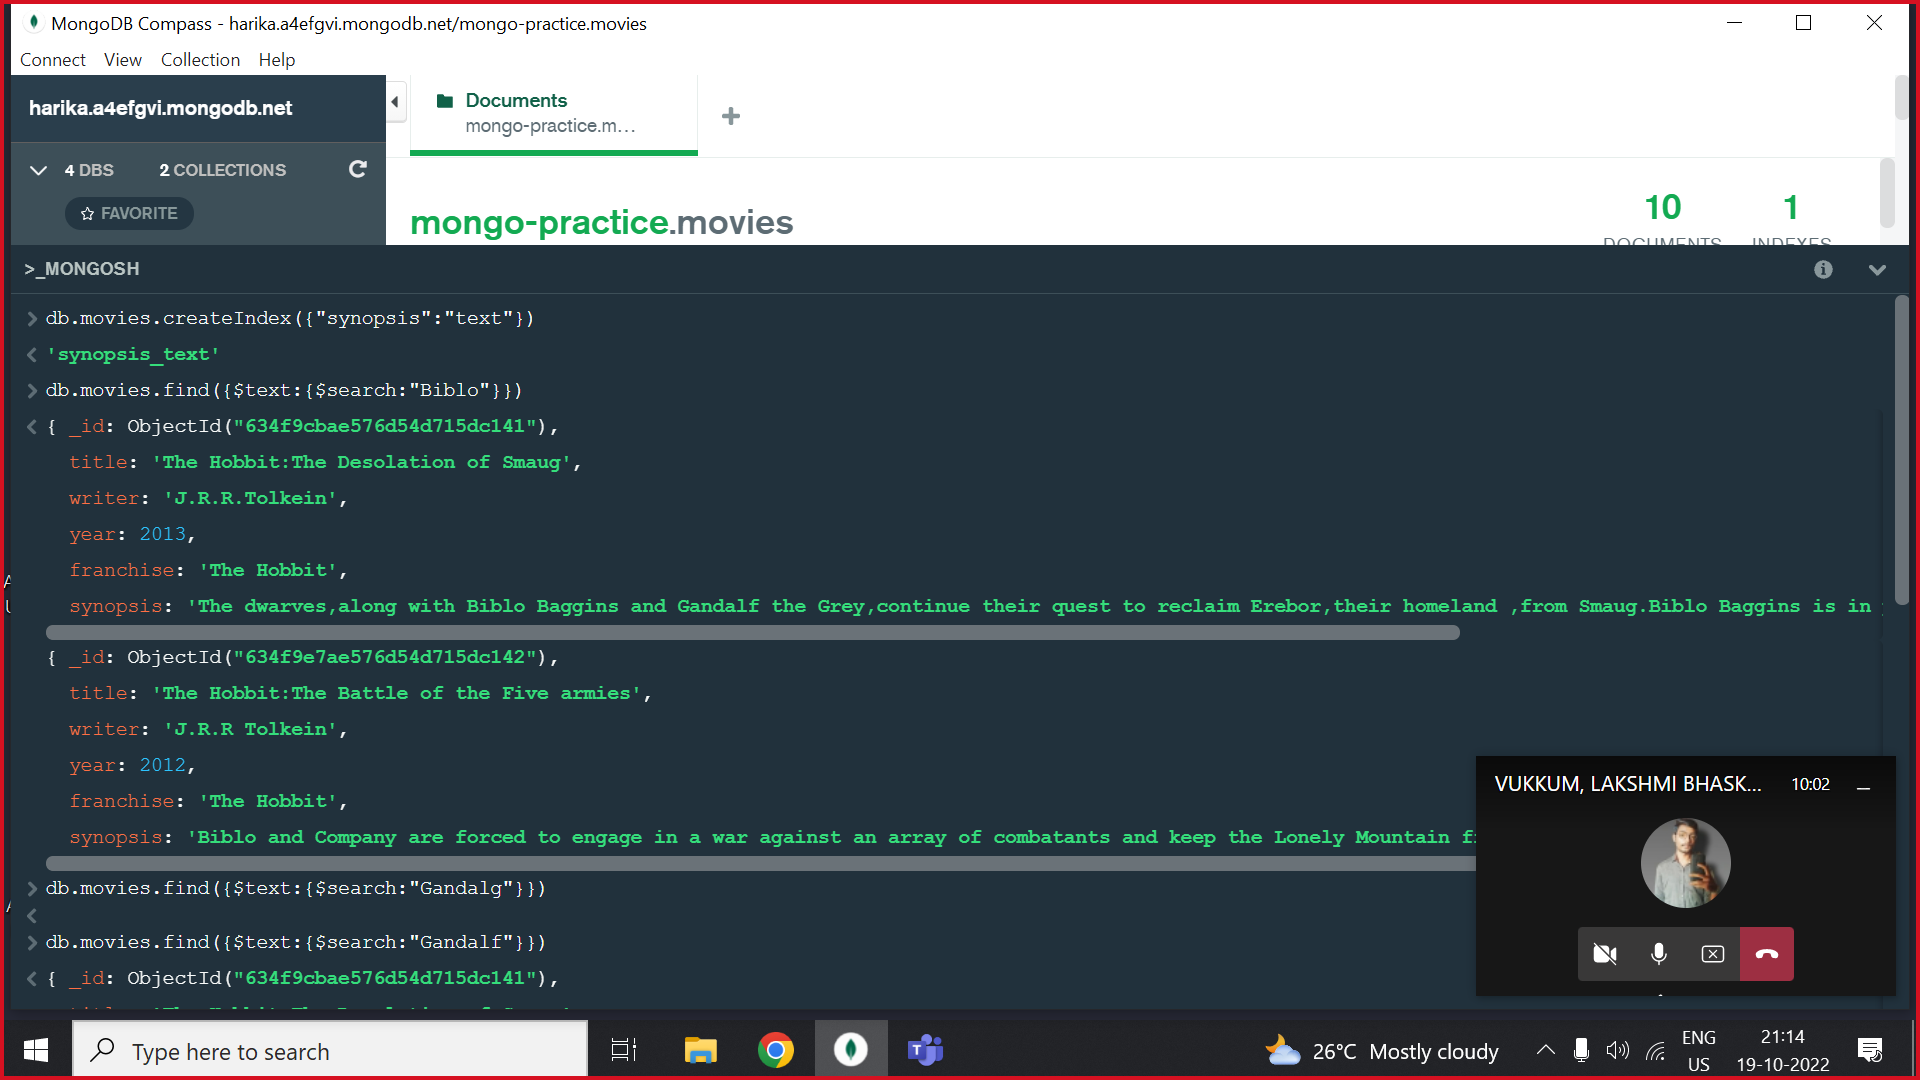 MongoDB Compass - harika.a4efgvi.mongodb.net/mongo-practice.movies
Connect View Collection Help
harika.a4efgvi.mongodb.net
Documents
mongo-practice.m...
4 DBS 2 COLLECTIONS
FAVORITE
mongo-practice.movies
10
DOCUMENTS
1
INDEXES
>_MONGOSH
db.movies.createIndex({"synopsis":"text"})
'synopsis_text'
db.movies.find({$text:{$search:"Biblo"}})
{ _id: ObjectId("634f9cbae576d54d715dc141"),
title: 'The Hobbit:The Desolation of Smaug',
writer: 'J.R.R.Tolkein',
year: 2013,
franchise: 'The Hobbit',
synopsis: 'The dwarves,along with Biblo Baggins and Gandalf the Grey,continue their quest to reclaim Erebor,their homeland ,from Smaug.Biblo Baggins is in
{ _id: ObjectId("634f9e7ae576d54d715dc142"),
title: 'The Hobbit:The Battle of the Five armies',
writer: 'J.R.R Tolkein',
year: 2012,
franchise: 'The Hobbit',
synopsis: 'Biblo and Company are forced to engage in a war against an array of combatants and keep the Lonely Mountain
db.movies.find({$text:{$search:"Gandalg"}})
db.movies.find({$text:{$search:"Gandalf"}})
{ _id: ObjectId("634f9cbae576d54d715dc141"),
VUKKUM, LAKSHMI BHASK... 10:02
Type here to search
26°C Mostly cloudy
ENG
US
21:14
19-10-2022